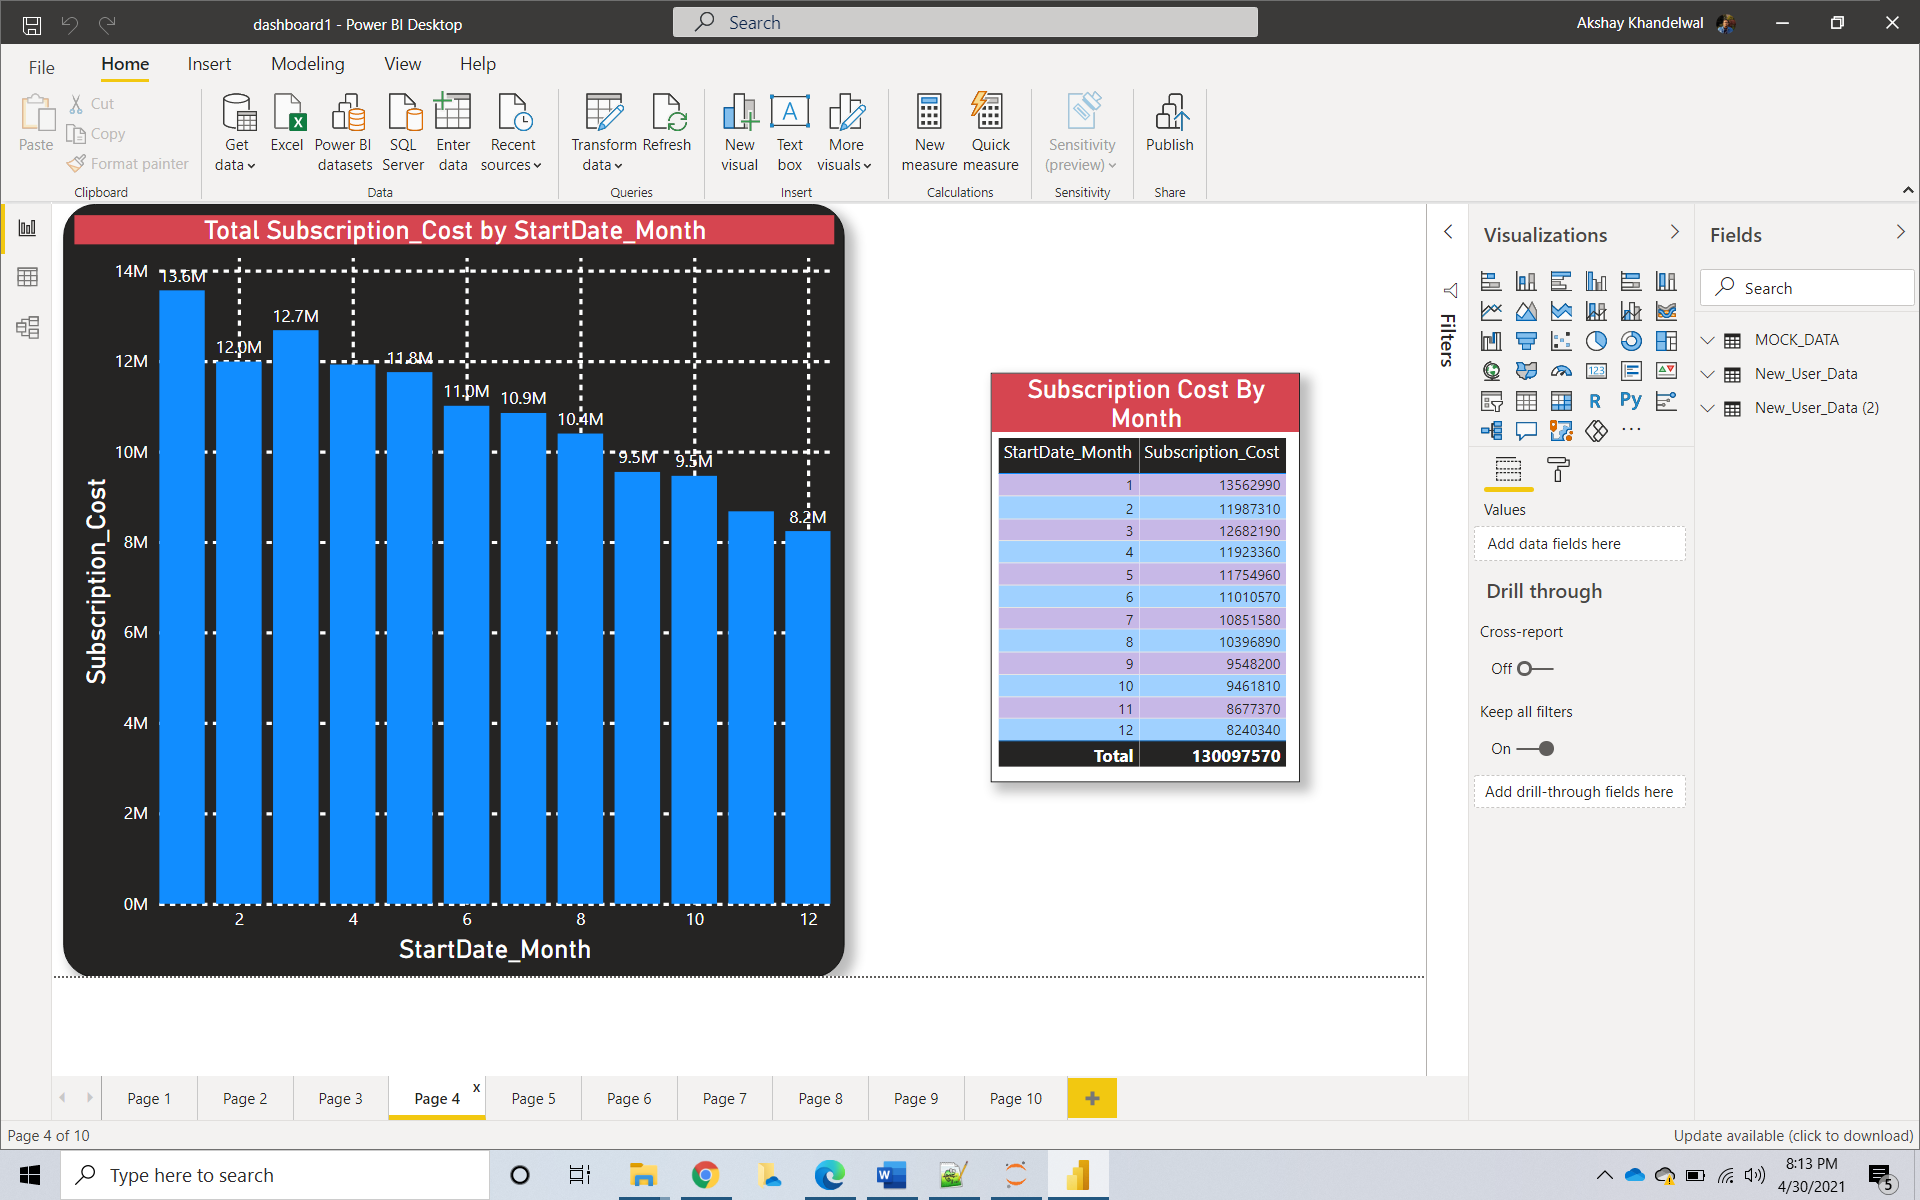 dashboard1 - Power BI Desktop
Search
Akshay Khandelwal
File
Home
Insert
Modeling
View
Help
Paste
Cut
Copy
Format painter
Clipboard
Get data
Excel
Power BI datasets
SQL Server
Enter data
Recent sources
Data
Transform data
Refresh
Queries
New visual
Text box
More visuals
Insert
New measure
Quick measure
Calculations
Sensitivity (preview)
Sensitivity
Publish
Share
Total Subscription_Cost by StartDate_Month
Subscription_Cost
14M
12M
10M
8M
6M
4M
2M
0M
13.6M
12.0M
12.7M
11.8M
11.0M
10.9M
10.4M
9.5M
9.5M
8.2M
2 4 6 8 10 12
StartDate_Month
Subscription Cost By
Month
StartDate_Month Subscription_Cost
1 13562990
2 11987310
3 12682190
4 11923360
5 11754960
6 11010570
7 10851580
8 10396890
9 9548200
10 9461810
11 8677370
12 8240340
Total 130097570
Filters
Visualizations
123
R
Py
Values
Add data fields here
Drill through
Cross-report
Off
Keep all filters
On
Add drill-through fields here
Fields
Search
MOCK_DATA
New_User_Data
New_User_Data (2)
Page 1
Page 2
Page 3
Page 4
x
Page 5
Page 6
Page 7
Page 8
Page 9
Page 10
+
Page 4 of 10
Update available (click to download)
Type here to search
8:13 PM
4/30/2021
5